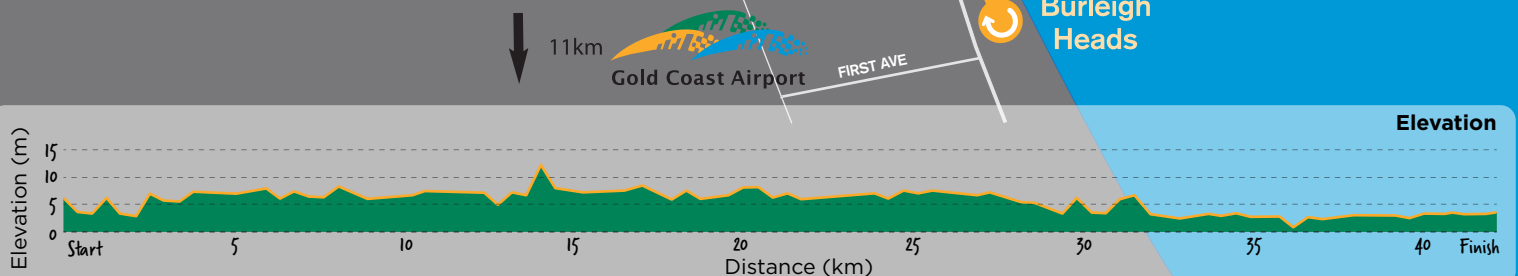 Burleigh
Heads
11km
Gold Coast Airport
FIRST AVE
Elevation
Elevation (m)
15
10
5
0
Start 5 10 15 20 25 30 35 40 Finish
Distance (km)